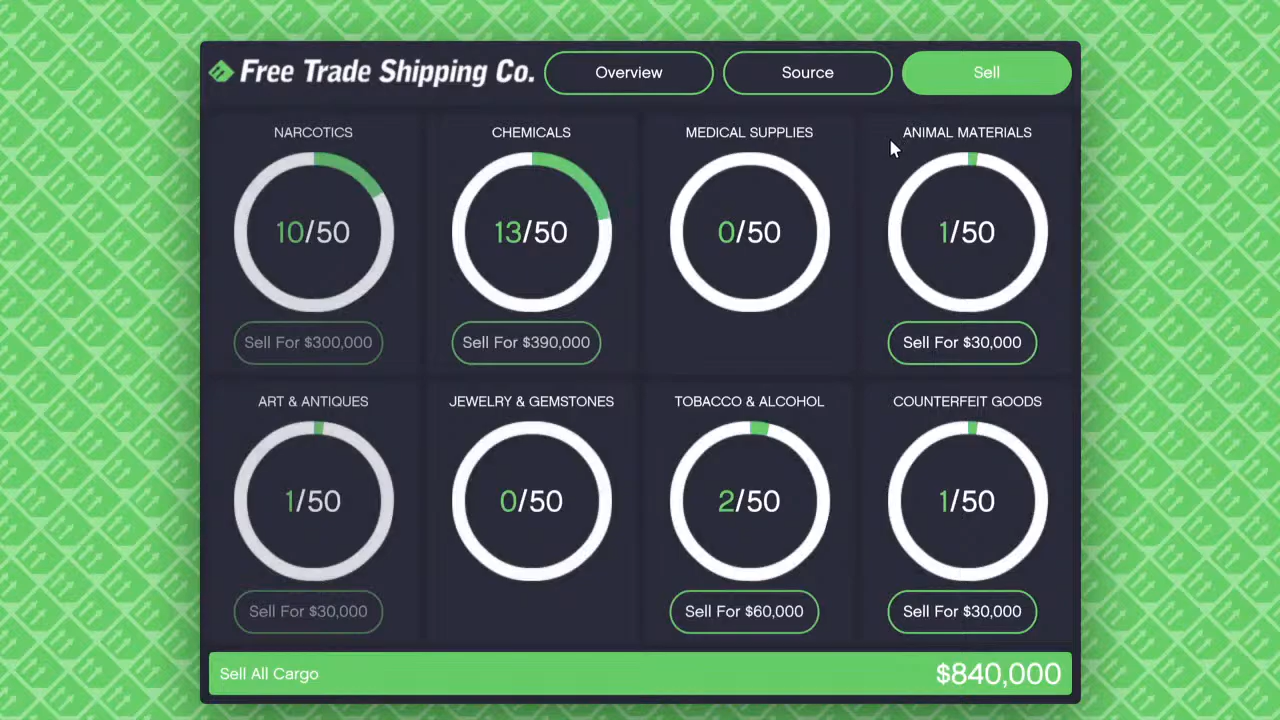 Free Trade Shipping Co.
Overview
Source
Sell
NARCOTICS
CHEMICALS
MEDICAL SUPPLIES
ANIMAL MATERIALS
10/50
13/50
0/50
1/50
Sell For $300,000
Sell For $390,000
Sell For $30,000
ART & ANTIQUES
JEWELRY & GEMSTONES
TOBACCO & ALCOHOL
COUNTERFEIT GOODS
1/50
0/50
2/50
1/50
Sell For $30,000
Sell For $60,000
Sell For $30,000
Sell All Cargo
$840,000